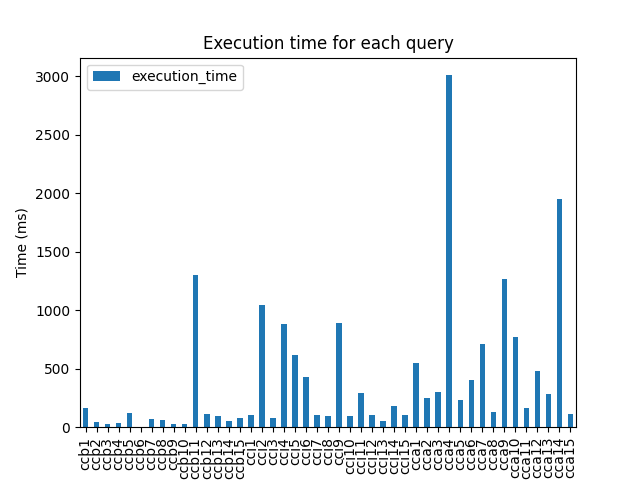 Execution time for each query
execution_time
Time (ms)
3000
2500
2000
1500
1000
500
0
ccb1
ccb2
ccb3
ccb4
ccb5
ccb6
ccb7
ccb8
ccb9
ccb10
ccb11
ccb12
ccb13
ccb14
ccb15
cci1
cci2
cci3
cci4
cci5
cci6
cci7
cci8
cci9
cci10
cci11
cci12
cci13
cci14
cci15
cca1
cca2
cca3
cca4
cca5
cca6
cca7
cca8
cca9
cca10
cca11
cca12
cca13
cca14
cca15